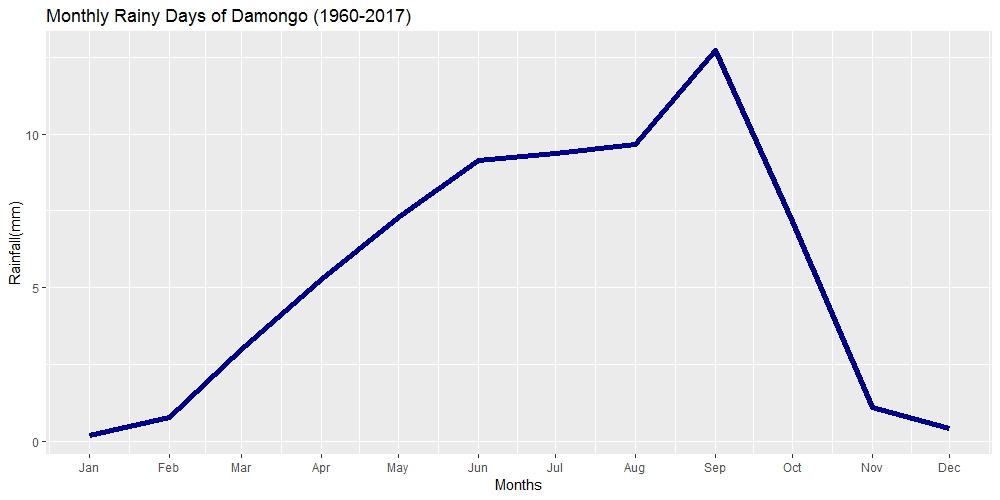 Monthly Rainy Days of Damongo (1960-2017)
Rainfall(mm)
10
5
0
Jan Feb Mar Apr May Jun Jul Aug Sep Oct Nov Dec
Months